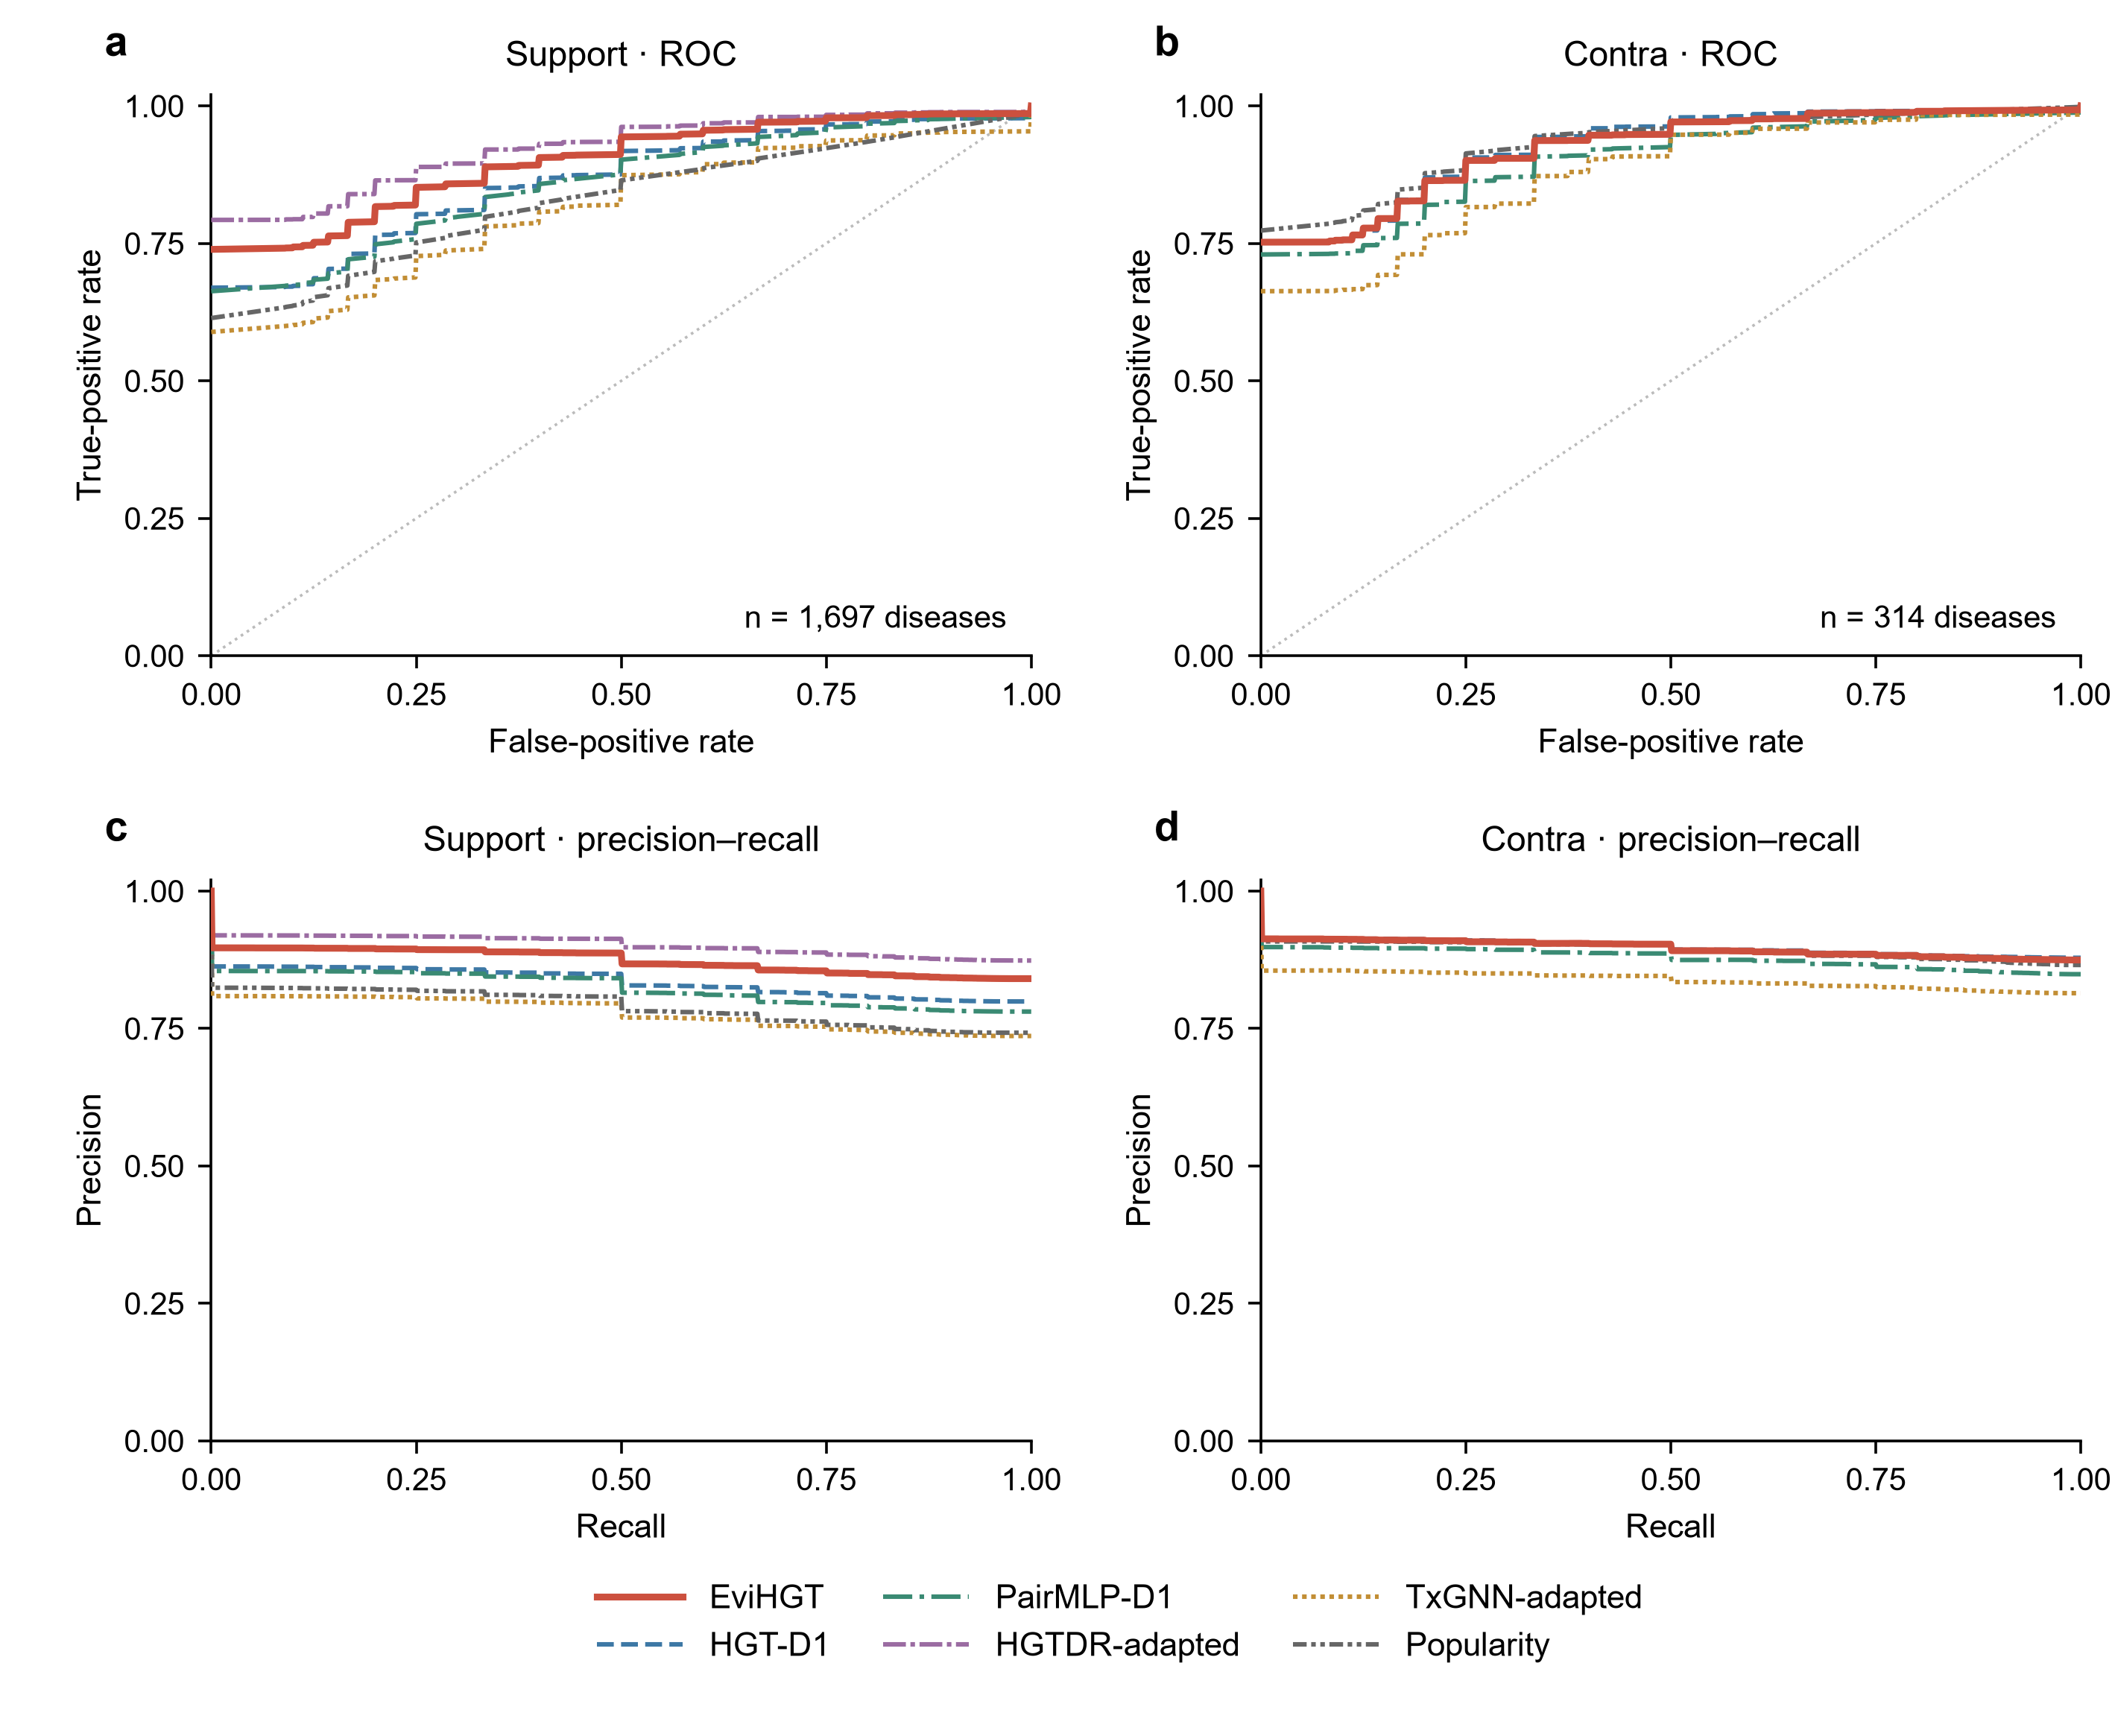 a
Support · ROC
1.00
0.75
0.50
0.25
0.00
True-positive rate
n = 1,697 diseases
0.00 0.25 0.50 0.75 1.00
False-positive rate
b
Contra · ROC
1.00
0.75
0.50
0.25
0.00
True-positive rate
n = 314 diseases
0.00 0.25 0.50 0.75 1.00
False-positive rate
c
Support · precision–recall
1.00
0.75
0.50
0.25
0.00
Precision
0.00 0.25 0.50 0.75 1.00
Recall
d
Contra · precision–recall
1.00
0.75
0.50
0.25
0.00
Precision
0.00 0.25 0.50 0.75 1.00
Recall
EviHGT PairMLP-D1 TxGNN-adapted
HGT-D1 HGTDR-adapted Popularity